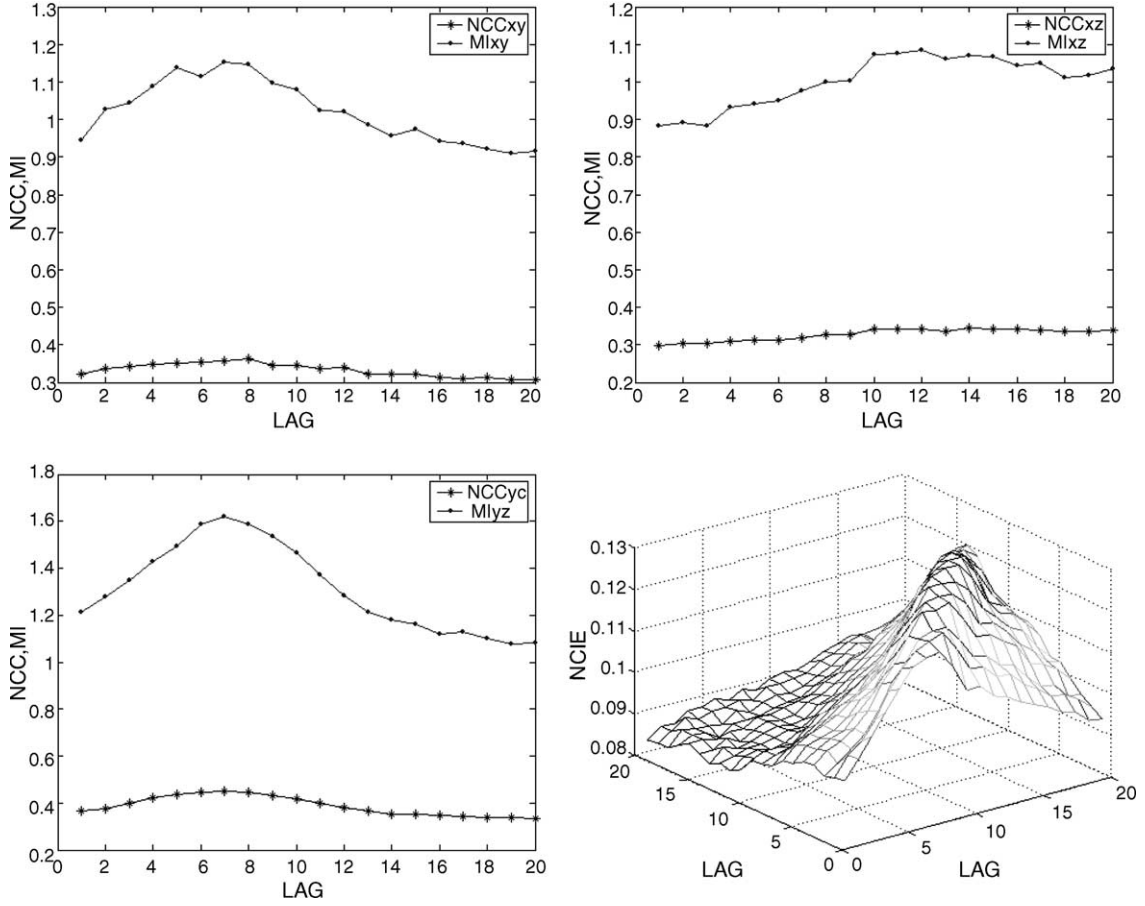 1.3
1.2
1.1
1
0.9
0.8
0.7
0.6
0.5
0.4
0.3
NCC,MI
NCCxy
MIxy
0 2 4 6 8 10 12 14 16 18 20
LAG
1.2
1.1
1
0.9
0.8
0.7
0.6
0.5
0.4
0.3
0.2
NCC,MI
NCCxz
MIxz
0 2 4 6 8 10 12 14 16 18 20
LAG
1.8
1.6
1.4
1.2
1
0.8
0.6
0.4
0.2
NCC,MI
NCCyc
MIyz
0 2 4 6 8 10 12 14 16 18 20
LAG
0.13
0.12
0.11
0.1
0.09
0.08
NCIE
20 15 10 5 0
LAG
0 5 10 15 20
LAG